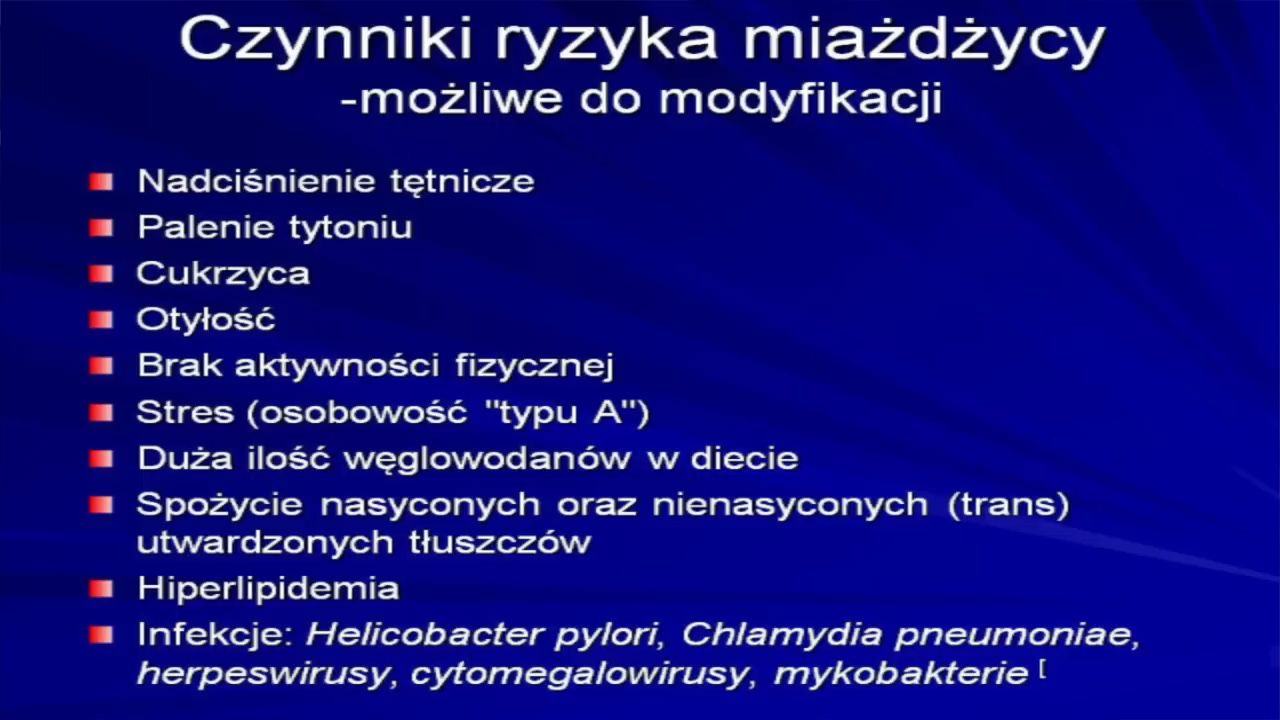 Czynniki ryzyka miażdżycy
-możliwe do modyfikacji
Nadciśnienie tętnicze
Palenie tytoniu
Cukrzyca
Otyłość
Brak aktywności fizycznej
Stres (osobowość "typu A")
Duża ilość węglowodanów w diecie
Spożycie nasyconych oraz nienasyconych (trans)
utwardzonych tłuszczów
Hiperlipidemia
Infekcje: Helicobacter pylori, Chlamydia pneumoniae,
herpeswirusy, cytomegalowirusy, mykobakterie [